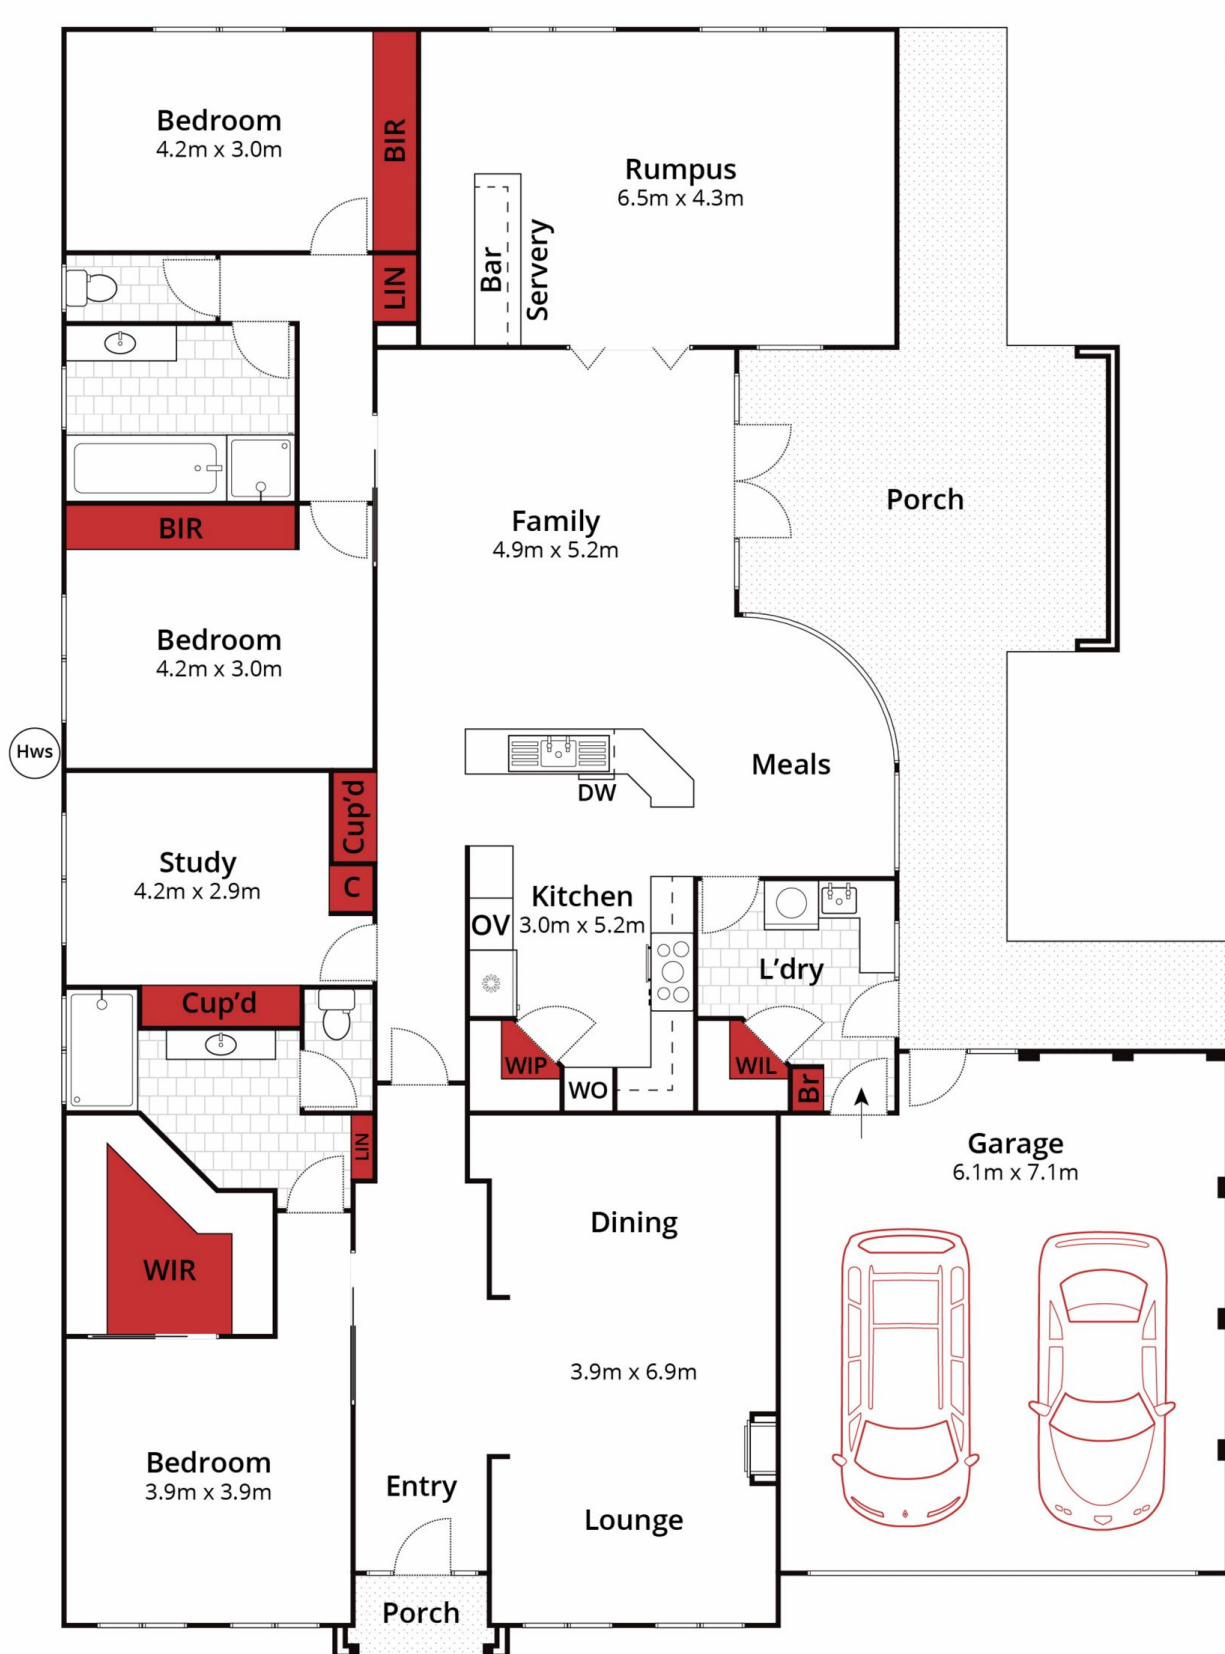 Bedroom
4.2m x 3.0m
BIR
Rumpus
6.5m x 4.3m
Bar
Servery
LIN
BIR
Family
4.9m x 5.2m
Porch
Bedroom
4.2m x 3.0m
Hws
Meals
DW
Cup'd
Study
4.2m x 2.9m
C
Kitchen
3.0m x 5.2m
OV
L'dry
Cup'd
WIP
WO
WIL
Br
LIN
Garage
6.1m x 7.1m
Dining
WIR
3.9m x 6.9m
Bedroom
3.9m x 3.9m
Entry
Lounge
Porch